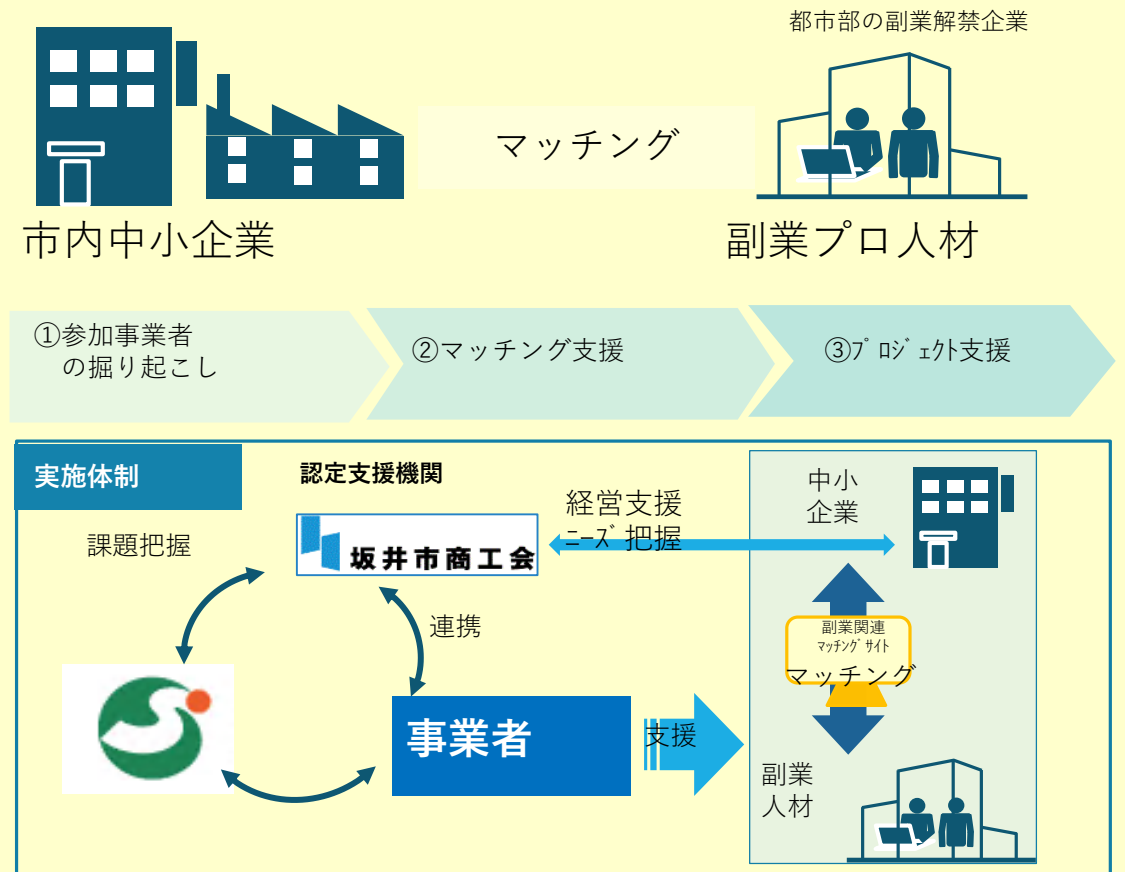 都市部の副業解禁企業
マッチング
市内中小企業
副業プロ人材
①参加事業者
の掘り起こし
②マッチング支援
③ﾌﾟﾛｼﾞｪｸﾄ支援
実施体制
認定支援機関
坂井市商工会
課題把握
経営支援
ﾆｰｽﾞ把握
中小
企業
連携
副業関連
ﾏｯﾁﾝｸﾞｻｲﾄ
マッチング
事業者
支援
副業
人材